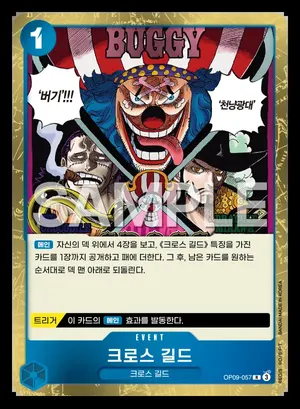 1
BUGGY
'버기'!!!
'천냥광대'
SAMPLE
메인 자신의 덱 위에서 4장을 보고, 《크로스 길드》 특징을 가진
카드를 1장까지 공개하고 패에 더한다. 그 후, 남은 카드를 원하는
순서대로 덱 맨 아래로 되돌린다.
트리거 이 카드의 메인 효과를 발동한다.
EVENT
크로스 길드
크로스 길드
OP09-057 R 3